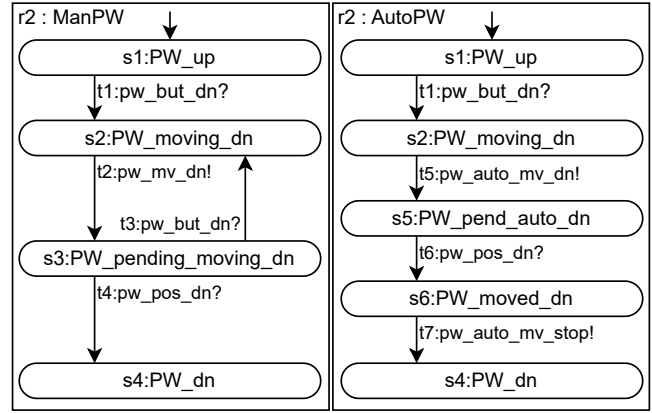 r2 : ManPW
s1:PW_up
t1:pw_but_dn?
s2:PW_moving_dn
t2:pw_mv_dn!
t3:pw_but_dn?
s3:PW_pending_moving_dn
t4:pw_pos_dn?
s4:PW_dn
r2 : AutoPW
s1:PW_up
t1:pw_but_dn?
s2:PW_moving_dn
t5:pw_auto_mv_dn!
s5:PW_pend_auto_dn
t6:pw_pos_dn?
s6:PW_moved_dn
t7:pw_auto_mv_stop!
s4:PW_dn